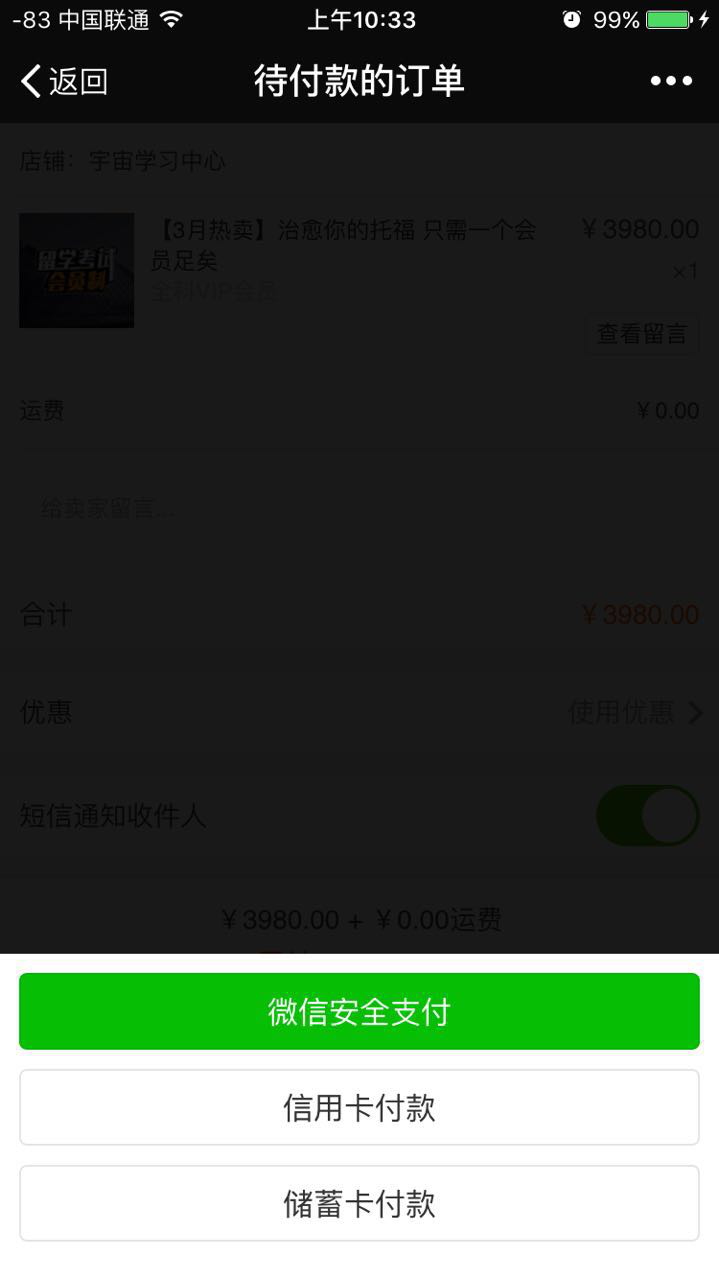 -83 中国联通 上午10:33 99%
返回 待付款的订单
店铺：宇宙学习中心
留学考试
会员制
【3月热卖】治愈你的托福 只需一个会 ￥3980.00
员足矣 ×1
全科VIP会员
查看留言
运费 ￥0.00
给卖家留言...
合计 ￥3980.00
优惠 使用优惠
短信通知收件人
￥3980.00 + ￥0.00运费
微信安全支付
信用卡付款
储蓄卡付款